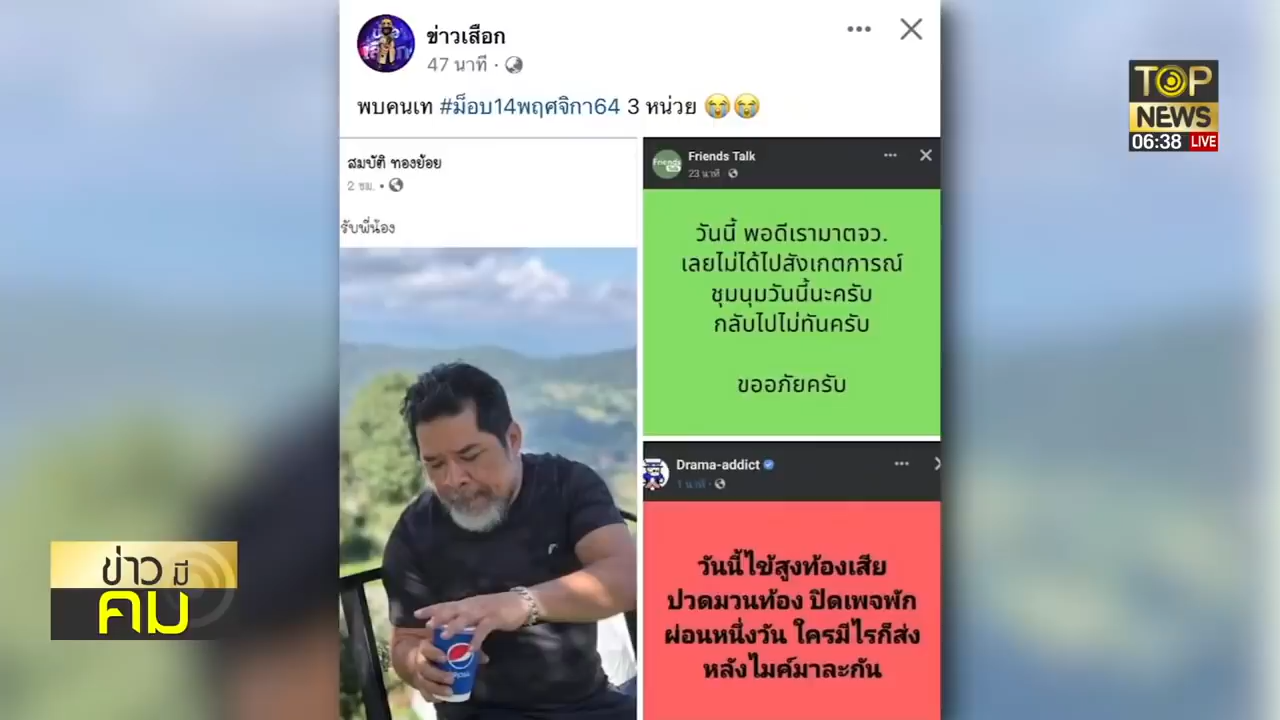 ข่าวเสือก
47 นาที
พบคนเท #ม็อบ14พฤศจิกา64 3 หน่วย 😭😭
สมบัติ ทองย้อย
2 ชม.
รับพี่น้อง
Friends Talk
23 นาที
วันนี้ พอดีเรามาตจว.
เลยไม่ได้ไปสังเกตการณ์
ชุมนุมวันนี้นะครับ
กลับไปไม่ทันครับ
ขออภัยครับ
Drama-addict
1 นาที
วันนี้ไข้สูงท้องเสีย
ปวดมวนท้อง ปิดเพจพัก
ผ่อนหนึ่งวัน ใครมีไรก็ส่ง
หลังไมค์มาละกัน
TOP
NEWS
06:38 LIVE
ข่าวมี
คม